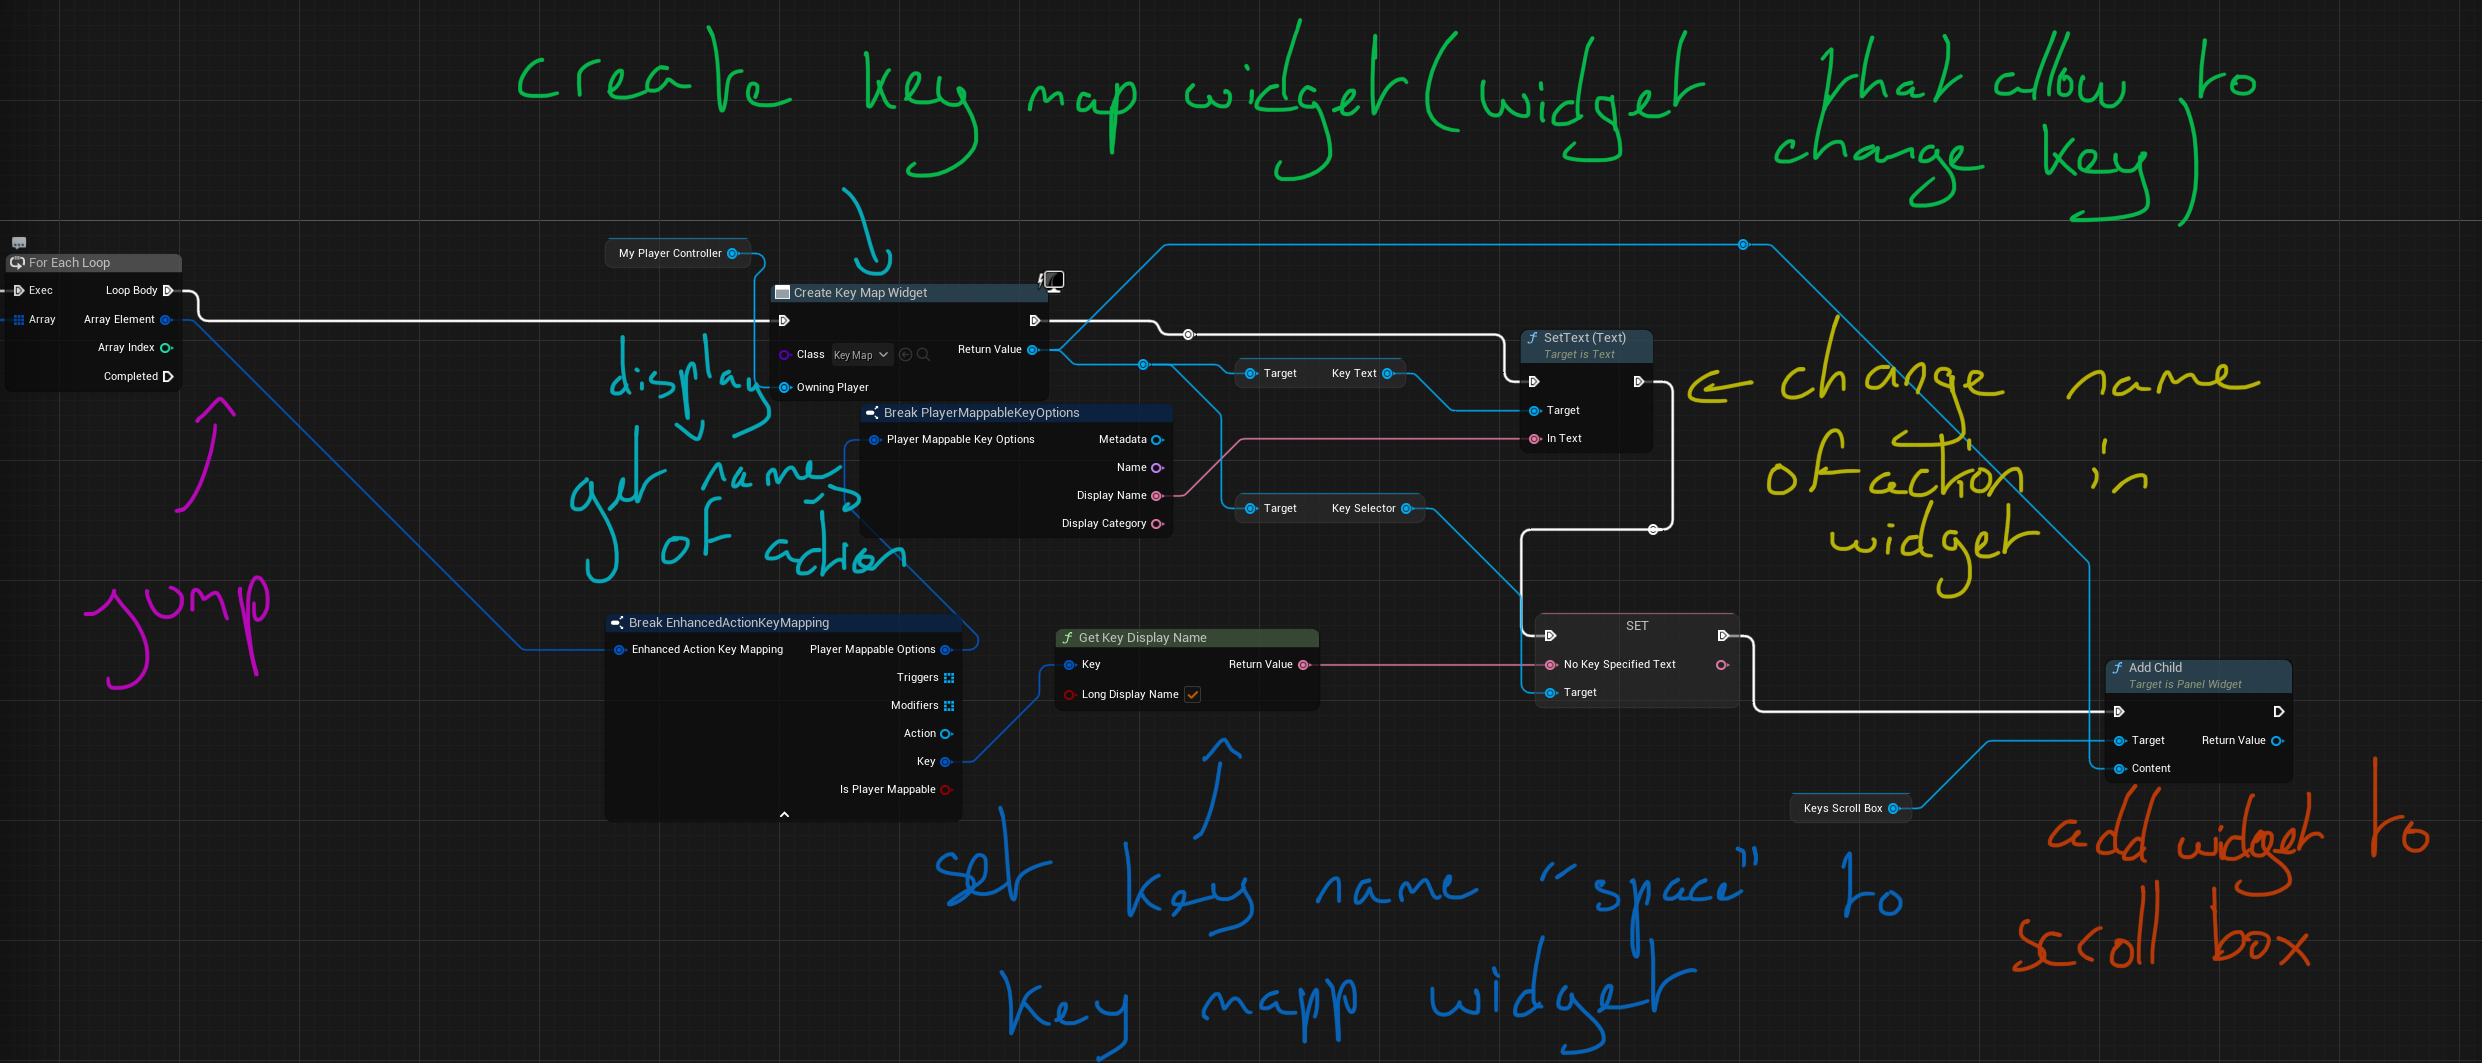 create key map widget (widget that allow to
change key)
For Each Loop
Exec
Loop Body
Array
Array Element
Array Index
Completed
jump
My Player Controller
Create Key Map Widget
Class
Key Map
Return Value
Owning Player
display
get name
of action
Break PlayerMappableKeyOptions
Player Mappable Key Options
Metadata
Name
Display Name
Display Category
Target
Key Text
Target
Key Selector
SetText (Text)
Target is Text
Target
In Text
change name
of action in
widget
Break EnhancedActionKeyMapping
Enhanced Action Key Mapping
Player Mappable Options
Triggers
Modifiers
Action
Key
Is Player Mappable
Get Key Display Name
Key
Return Value
Long Display Name
SET
No Key Specified Text
Target
Add Child
Target is Panel Widget
Target
Return Value
Content
Keys Scroll Box
set key name "space" to
key mapp widget
add widget to
scroll box